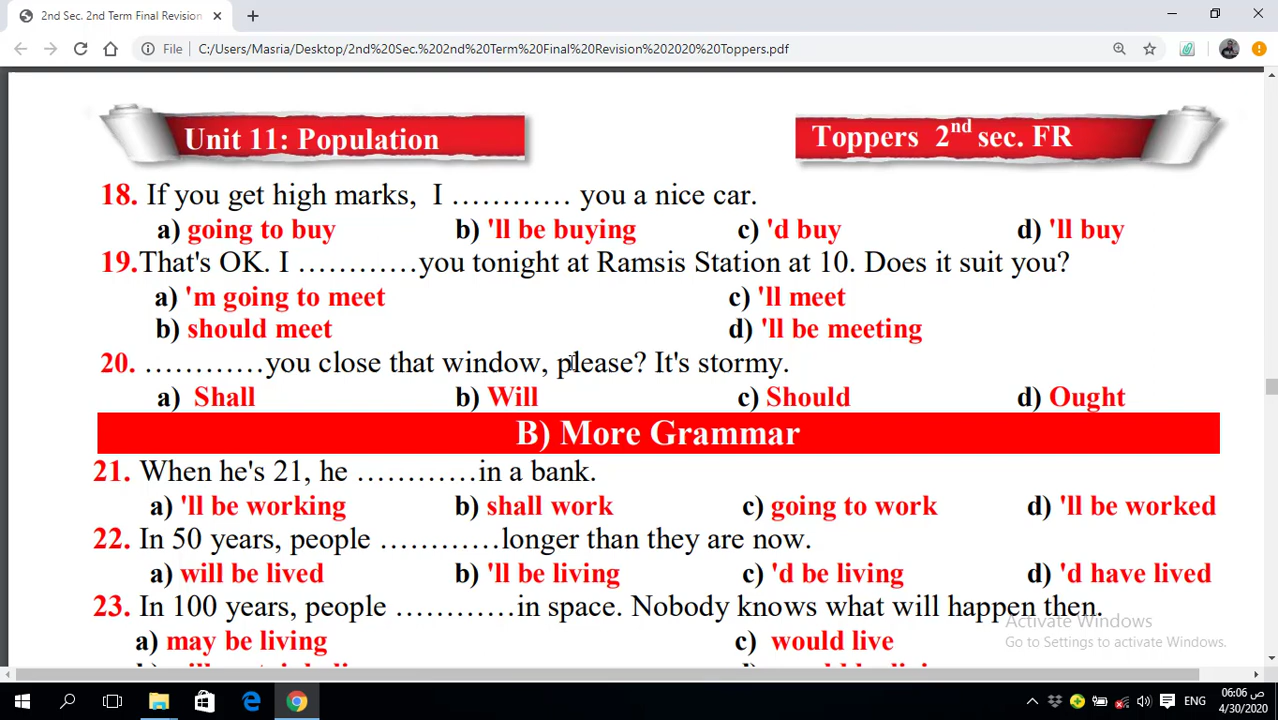 2nd Sec. 2nd Term Final Revision
File C:/Users/Masria/Desktop/2nd%20Sec.%202nd%20Term%20Final%20Revision%202020%20Toppers.pdf
Unit 11: Population
Toppers 2nd sec. FR
18. If you get high marks, I ………… you a nice car.
a) going to buy b) 'll be buying c) 'd buy d) 'll buy
19.That's OK. I …………you tonight at Ramsis Station at 10. Does it suit you?
a) 'm going to meet c) 'll meet
b) should meet d) 'll be meeting
20. …………you close that window, please? It's stormy.
a) Shall b) Will c) Should d) Ought
B) More Grammar
21. When he's 21, he …………in a bank.
a) 'll be working b) shall work c) going to work d) 'll be worked
22. In 50 years, people …………longer than they are now.
a) will be lived b) 'll be living c) 'd be living d) 'd have lived
23. In 100 years, people …………in space. Nobody knows what will happen then.
a) may be living c) would live
Activate Windows
Go to Settings to activate Windows.
ENG
06:06 ص
4/30/2020